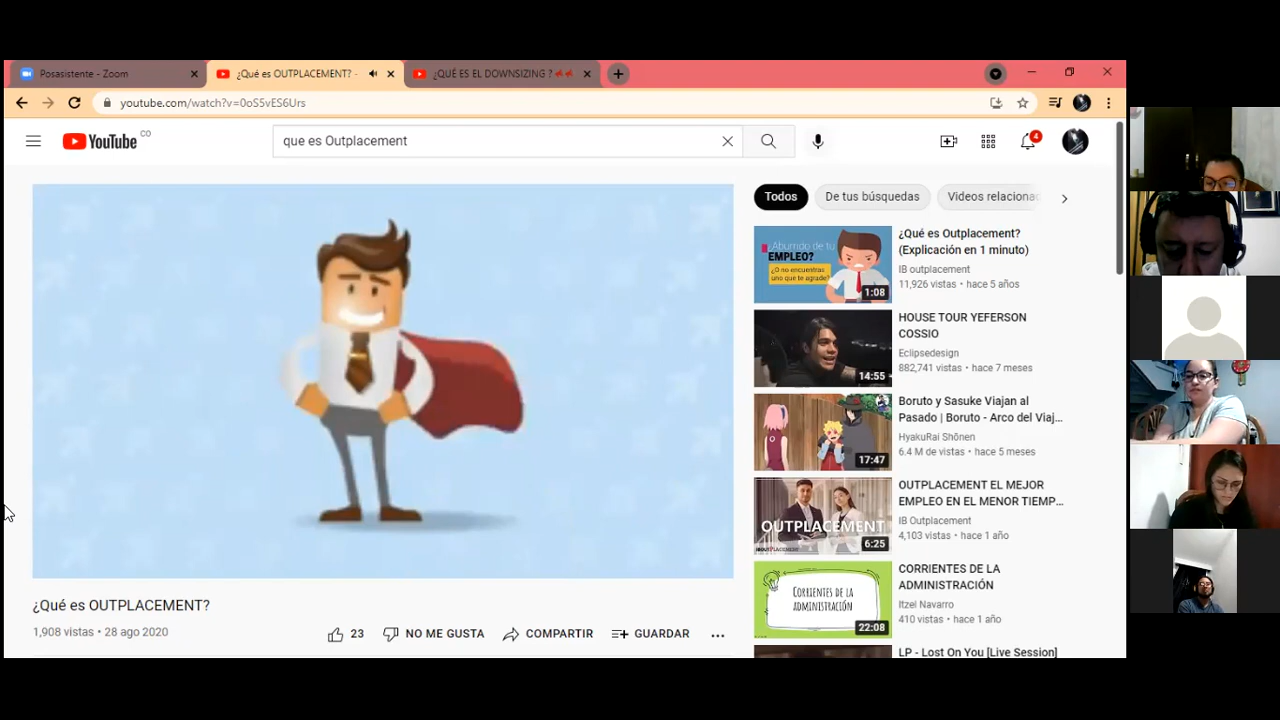 Posasistente - Zoom
¿Qué es OUTPLACEMENT? -
¿QUÉ ES EL DOWNSIZING ?
youtube.com/watch?v=0oS5vES6Urs
YouTube CO
que es Outplacement
4
Todos
De tus búsquedas
Videos relaciona
¿Aburrido de tu
EMPLEO?
¿O no encuentras
uno que te agrade?
1:08
¿Qué es Outplacement?
(Explicación en 1 minuto)
IB outplacement
11,926 vistas • hace 5 años
14:55
HOUSE TOUR YEFERSON
COSSIO
Eclipsedesign
882,741 vistas • hace 7 meses
17:47
Boruto y Sasuke Viajan al
Pasado | Boruto - Arco del Viaj...
HyakuRai Shōnen
6.4 M de vistas • hace 5 meses
OUTPLACEMENT
6:25
OUTPLACEMENT EL MEJOR
EMPLEO EN EL MENOR TIEMP...
IB Outplacement
4,103 vistas • hace 1 año
CORRIENTES DE LA
ADMINISTRACIÓN
22:08
CORRIENTES DE LA
ADMINISTRACIÓN
Itzel Navarro
410 vistas • hace 1 año
LP - Lost On You [Live Session]
¿Qué es OUTPLACEMENT?
1,908 vistas • 28 ago 2020
23
NO ME GUSTA
COMPARTIR
GUARDAR